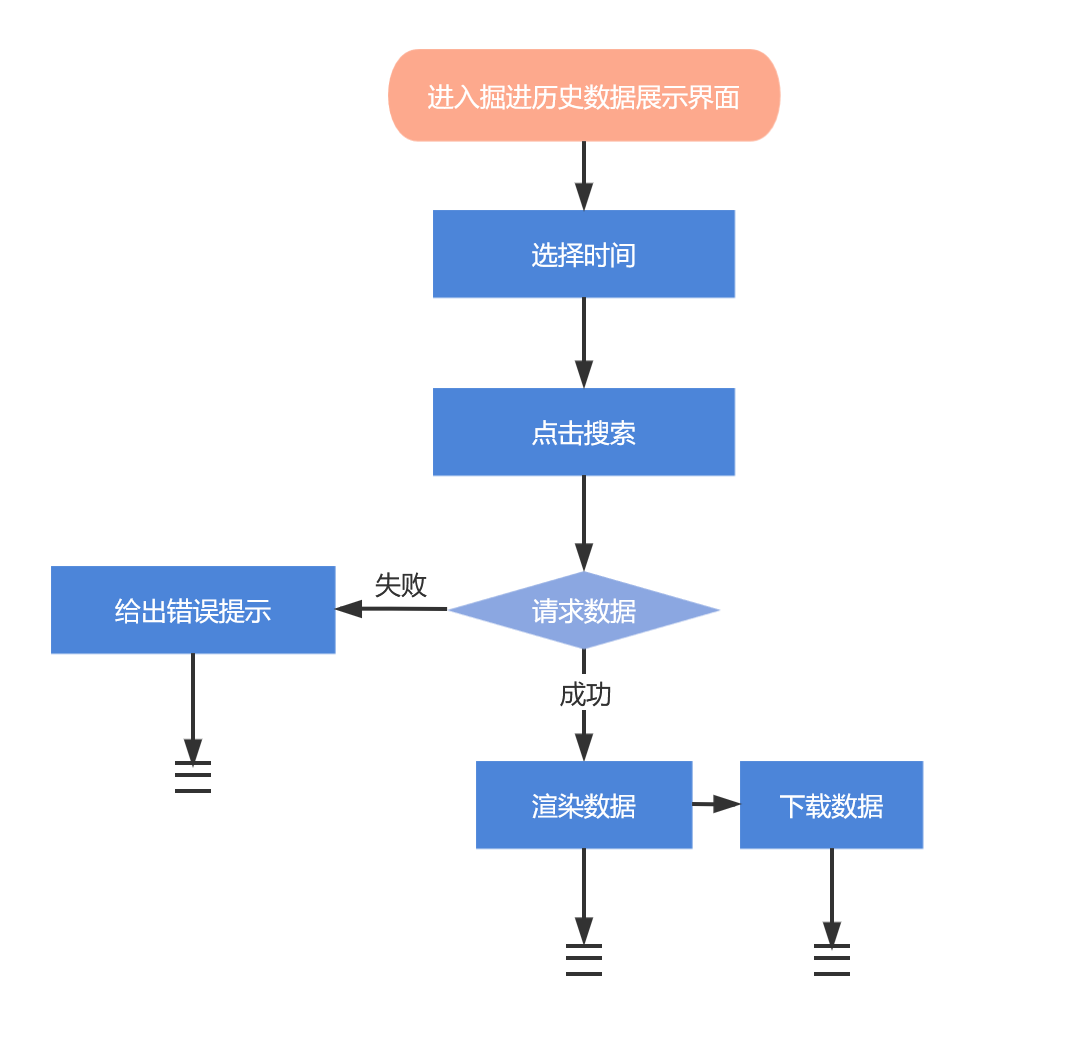 进入掘进历史数据展示界面
选择时间
点击搜索
失败
给出错误提示
请求数据
成功
渲染数据
下载数据